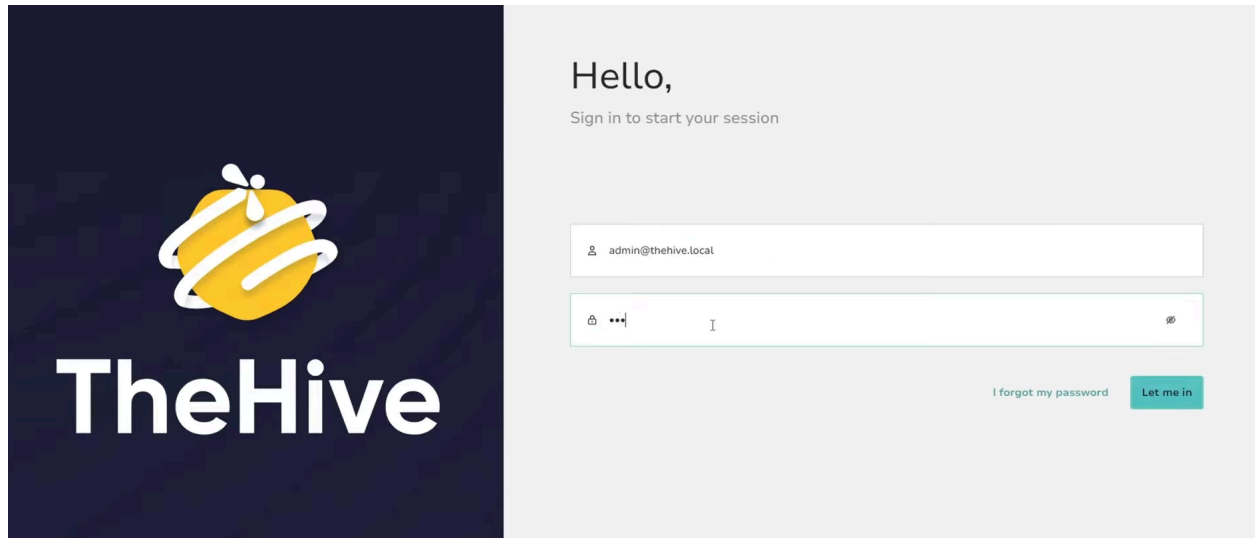 TheHive
Hello,
Sign in to start your session
admin@thehive.local
•••
I forgot my password
Let me in